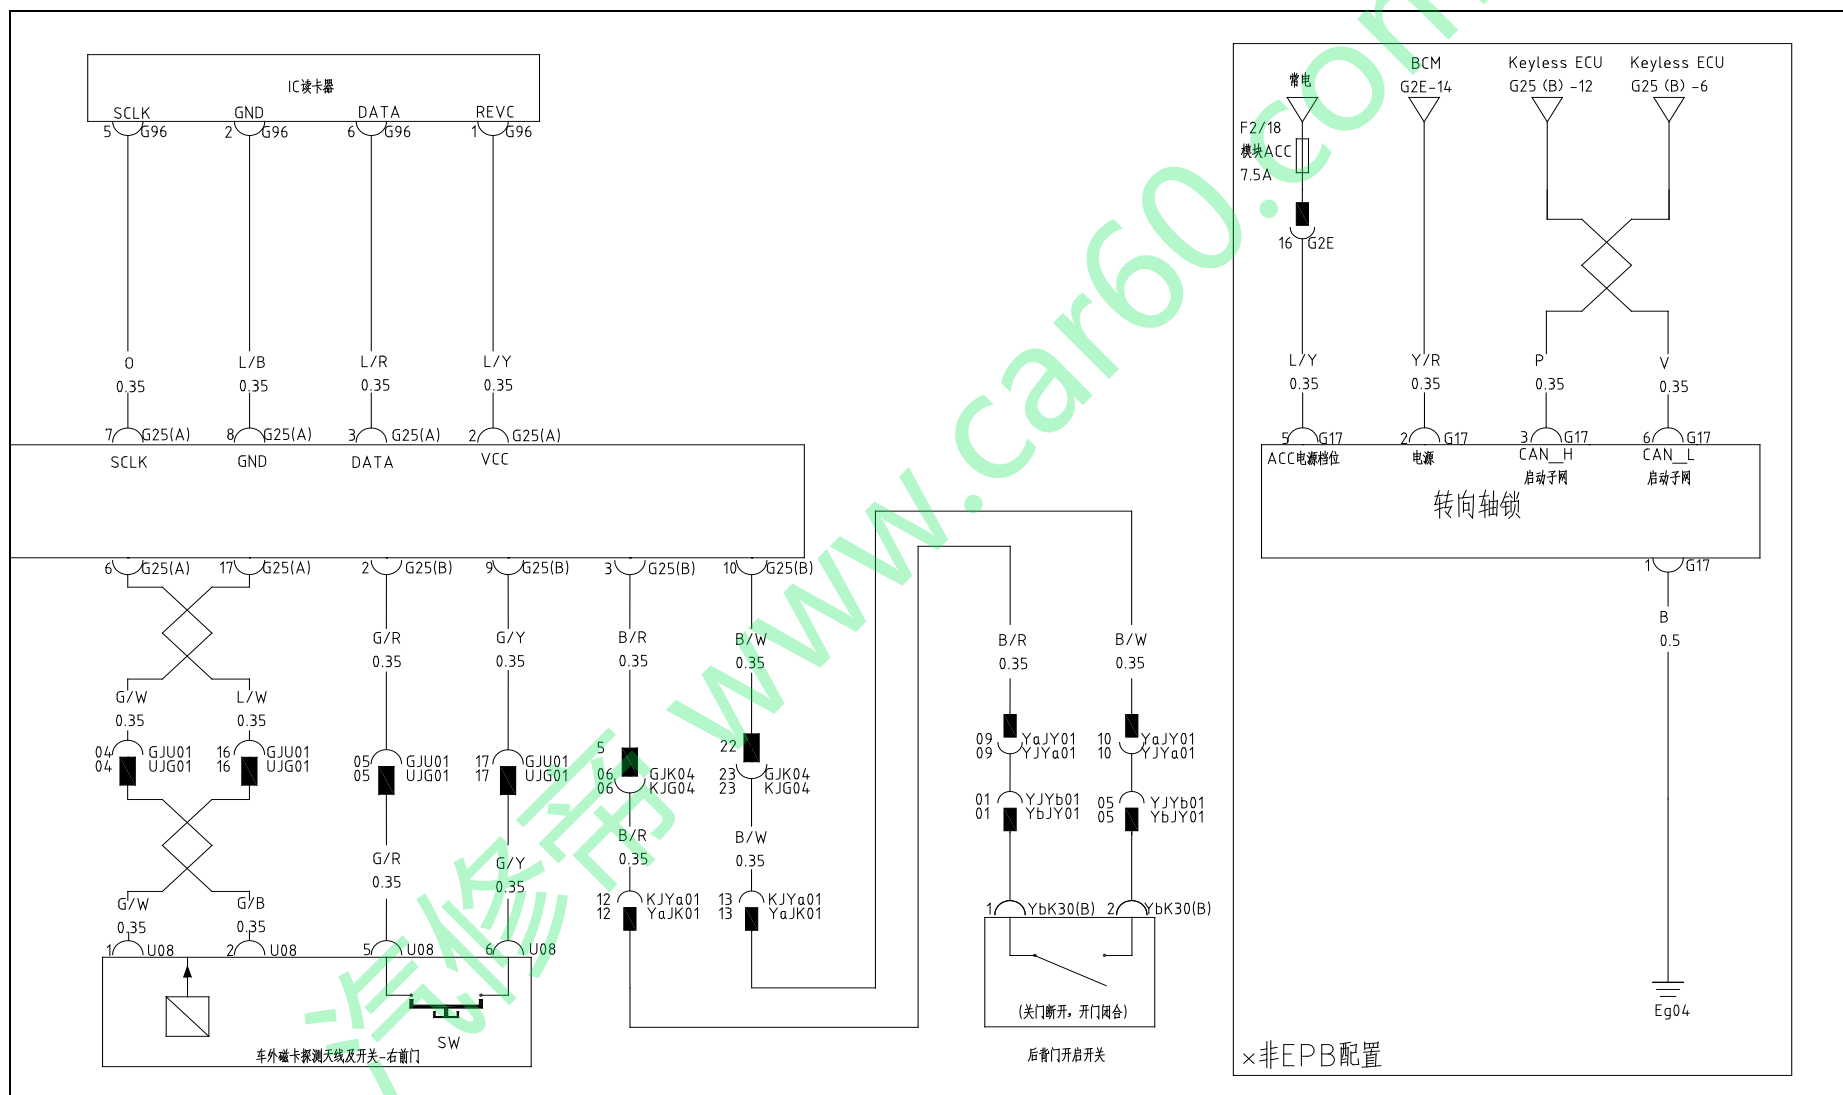 IC读卡器
SCLK GND DATA REVC
5 G96 2 G96 6 G96 1 G96
O L/B L/R L/Y
0.35 0.35 0.35 0.35
7 G25(A) 8 G25(A) 3 G25(A) 2 G25(A)
SCLK GND DATA VCC
6 G25(A) 17 G25(A) 2 G25(B) 9 G25(B) 3 G25(B) 10 G25(B)
G/R G/Y B/R B/W
0.35 0.35 0.35 0.35
G/W L/W
0.35 0.35
04 GJU01 16 GJU01 05 GJU01 17 GJU01 5 22
04 UJG01 16 UJG01 05 UJG01 17 UJG01
06 GJK04 23 GJK04
06 KJG04 23 KJG04
B/R B/W
0.35 0.35
G/R G/Y
0.35 0.35
12 KJYa01 13 KJYa01
12 YaJK01 13 YaJK01
G/W G/B
0.35 0.35
1 U08 2 U08 5 U08 6 U08
SW
车外磁卡探测天线及开关-右前门
B/R B/W
0.35 0.35
09 YaJY01 10 YaJY01
09 YJYa01 10 YJYa01
01 YJYb01 05 YJYb01
01 YbJY01 05 YbJY01
1 YbK30(B) 2 YbK30(B)
(关门断开，开门闭合)
后背门开启开关
常电 BCM Keyless ECU Keyless ECU
G2E-14 G25(B)-12 G25(B)-6
F2/18
模块ACC
7.5A
16 G2E
L/Y Y/R P V
0.35 0.35 0.35 0.35
5 G17 2 G17 3 G17 6 G17
ACC电源档位 电源 CAN_H CAN_L
启动子网 启动子网
转向轴锁
1 G17
B
0.5
Eg04
×非EPB配置
汽修帝 www.car60.com